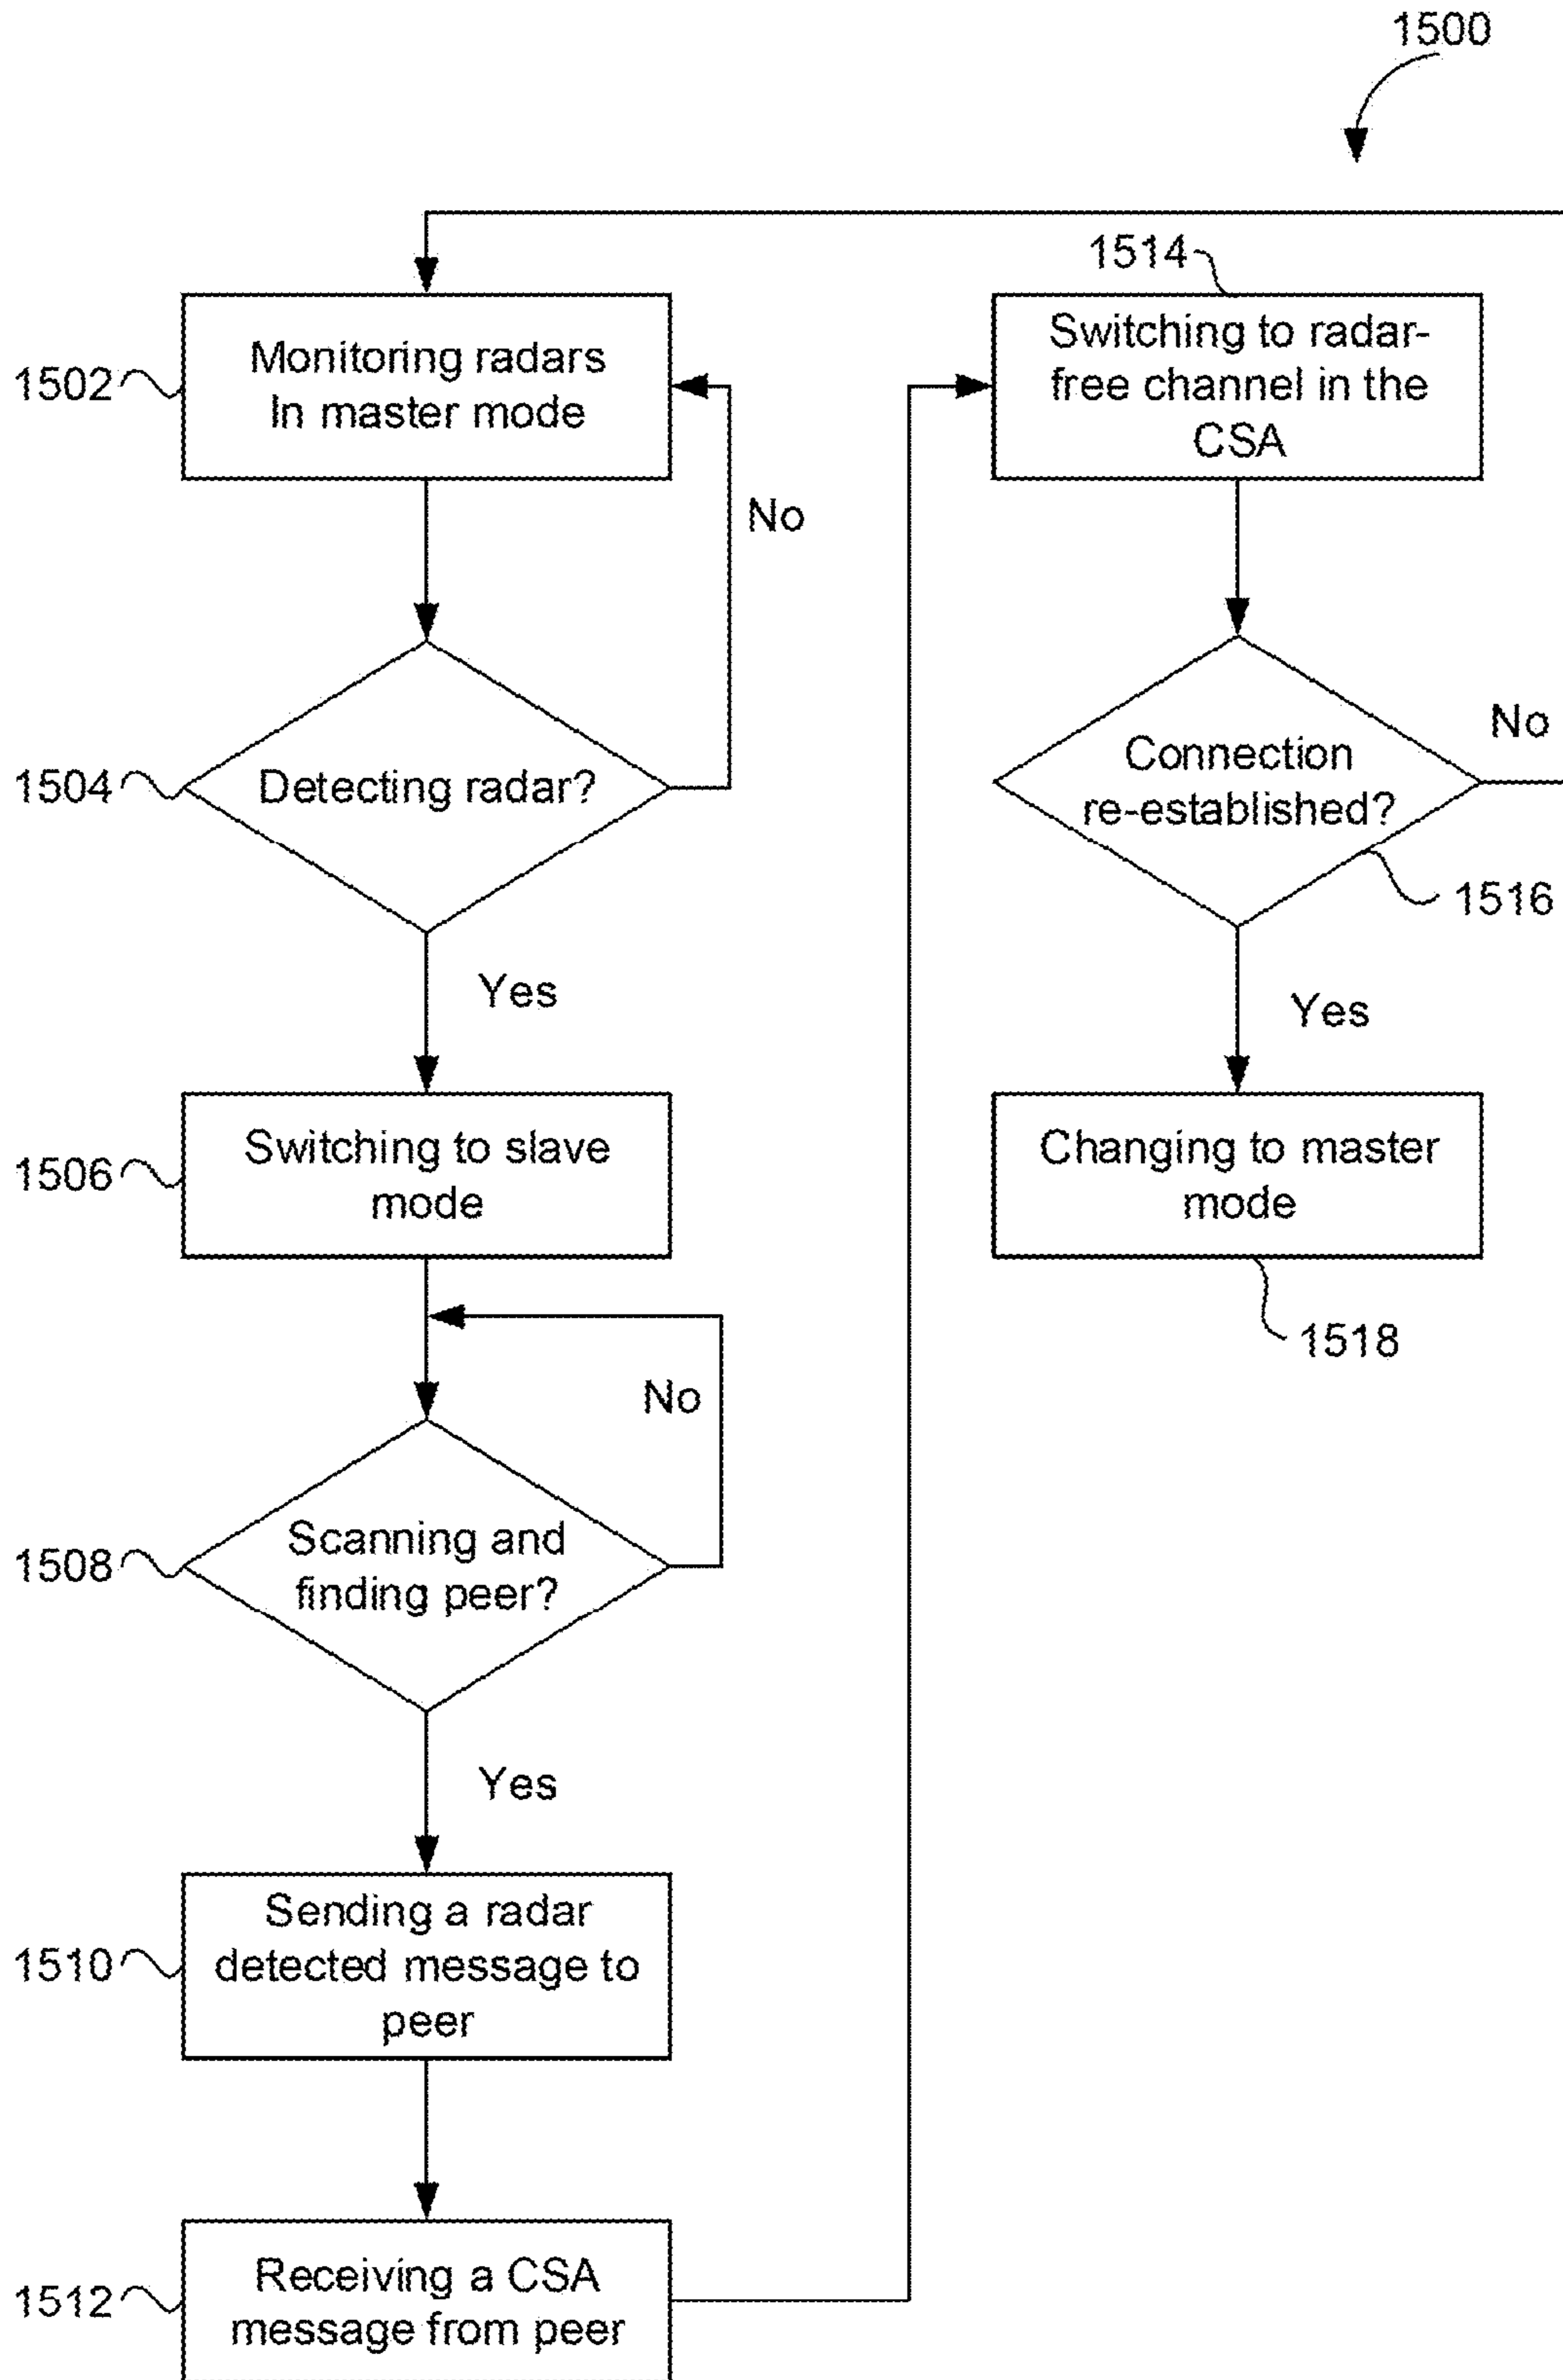 1500
1502
Monitoring radars
In master mode
No
1504
Detecting radar?
Yes
1506
Switching to slave
mode
No
1508
Scanning and
finding peer?
Yes
1510
Sending a radar
detected message to
peer
1512
Receiving a CSA
message from peer
1514
Switching to radar-
free channel in the
CSA
Connection
re-established?
No
1516
Yes
Changing to master
mode
1518